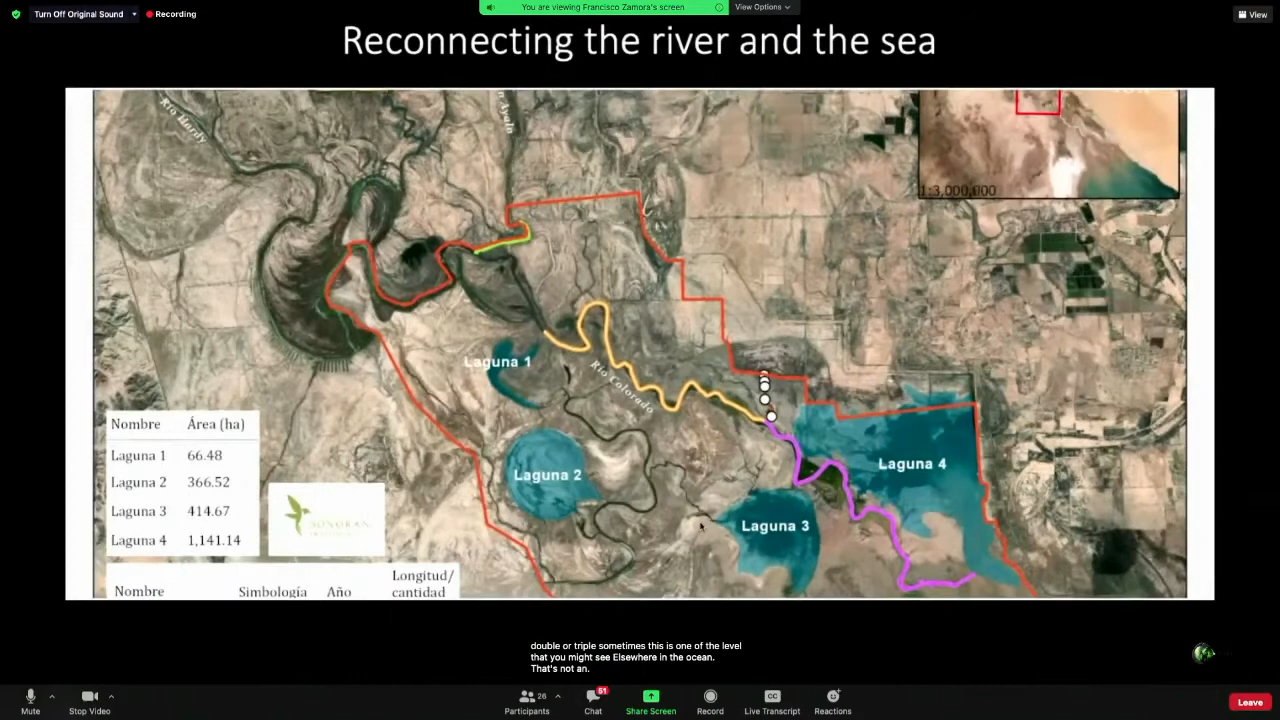 You are viewing Francisco Zamora's screen
View Options
Turn Off Original Sound
Recording
View
Reconnecting the river and the sea
Rio Hardy
n Ayala
1:3,000,000
Laguna 1
Rio Colorado
Laguna 2
Laguna 4
Laguna 3
Nombre Área (ha)
Laguna 1 66.48
Laguna 2 366.52
Laguna 3 414.67
Laguna 4 1,141.14
SONORAN
Longitud/
Nombre Simbología Año cantidad
double or triple sometimes this is one of the level
that you might see Elsewhere in the ocean.
That's not an.
Mute
Stop Video
Participants 26
Chat 51
Share Screen
Record
CC
Live Transcript
Reactions
Leave